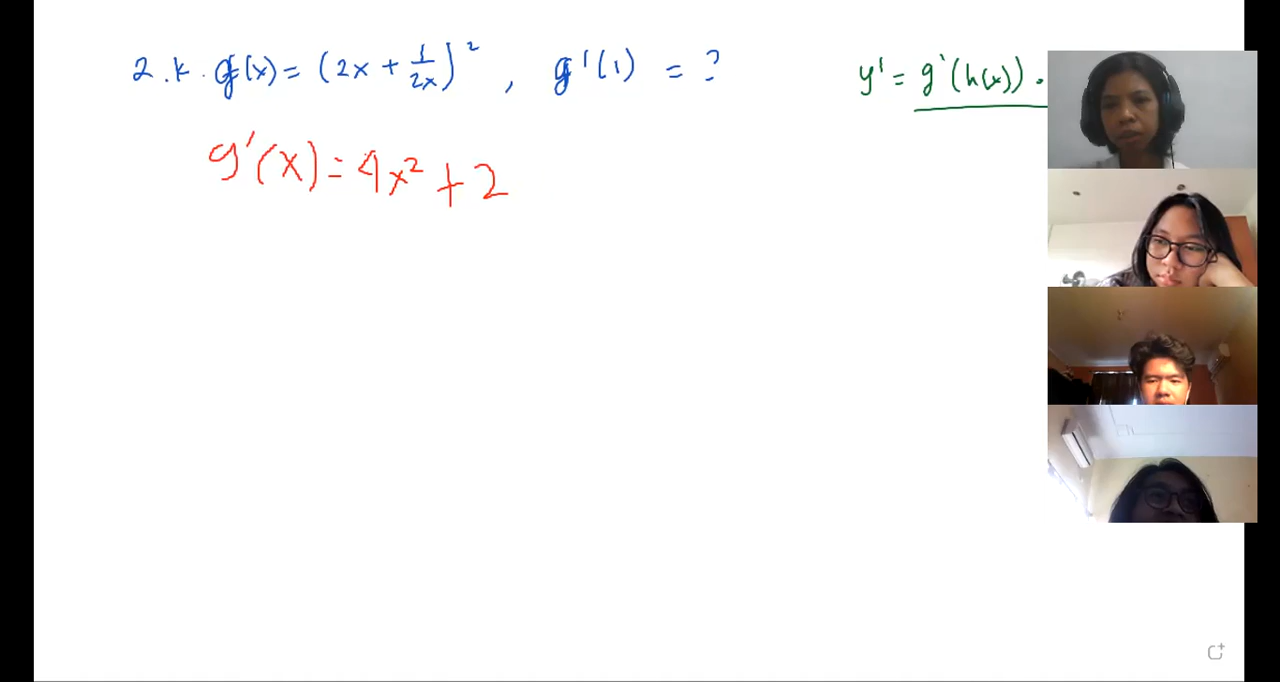 2.k. g(x) = (2x + 1/2x)², g'(1) = ?
y' = g'(h(x)) ·
g'(x) = 4x² + 2